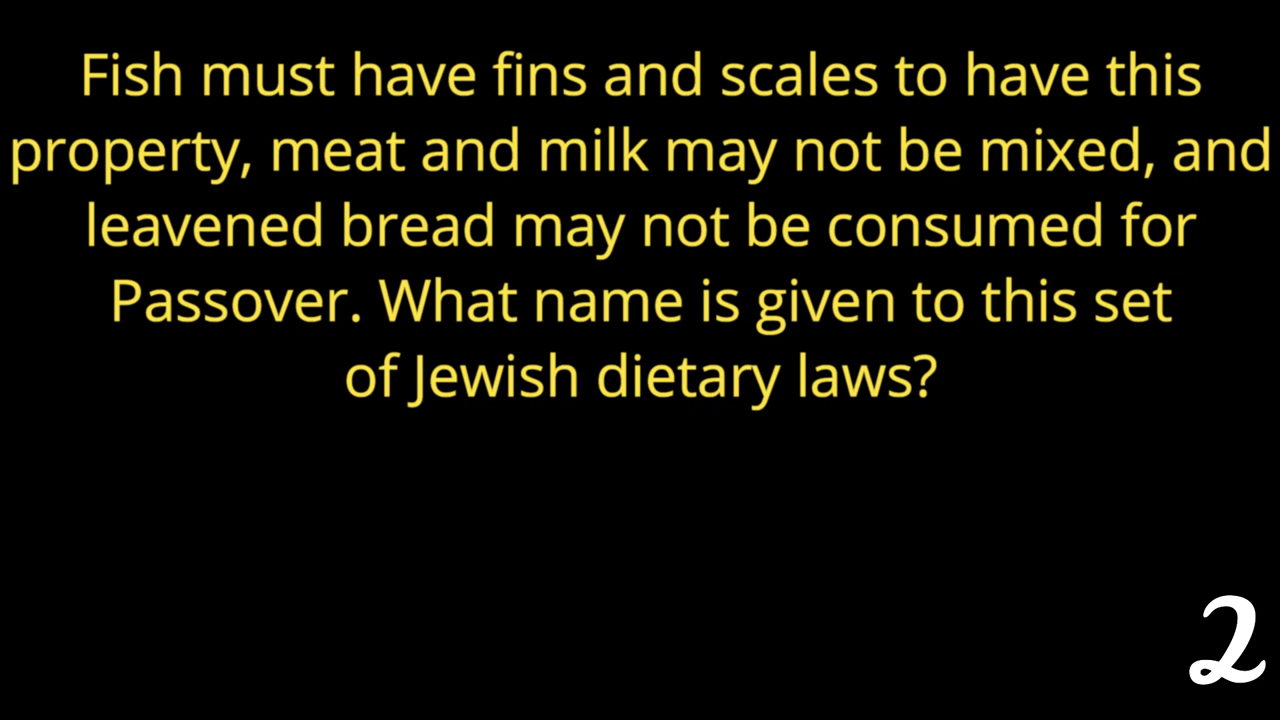 Fish must have fins and scales to have this
property, meat and milk may not be mixed, and
leavened bread may not be consumed for
Passover. What name is given to this set
of Jewish dietary laws?
2